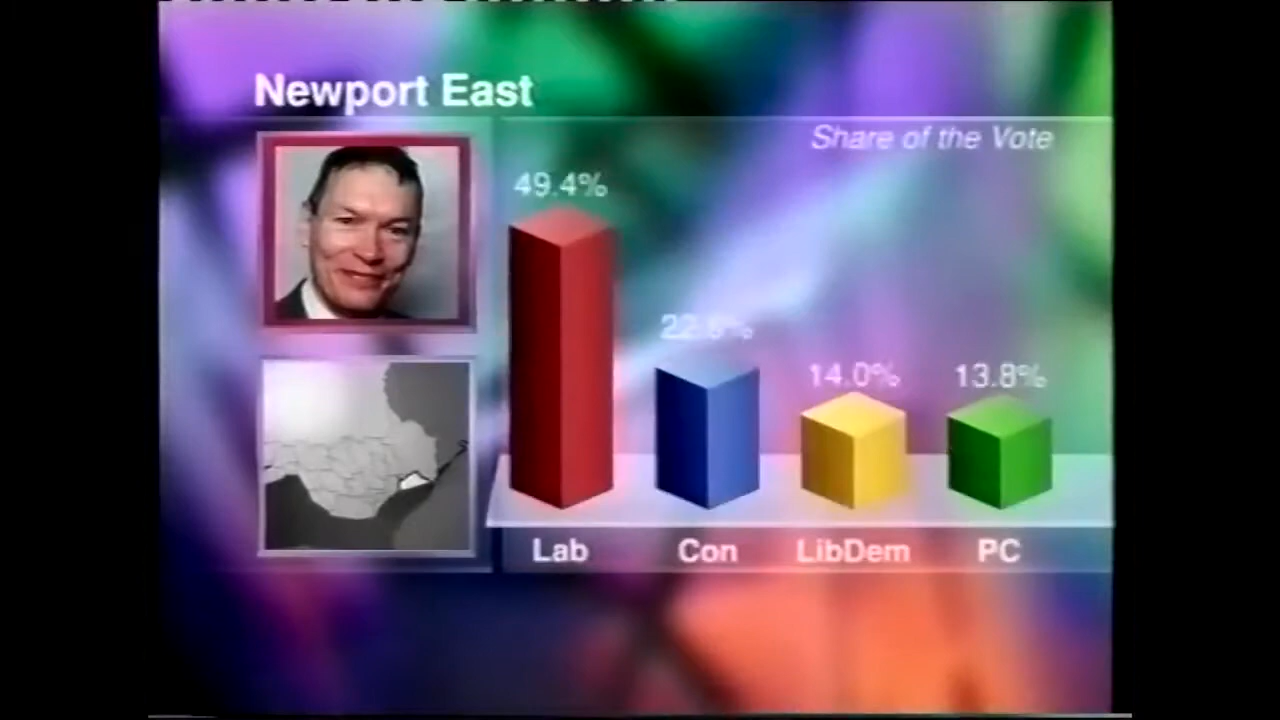 Newport East
Share of the Vote
49.4%
14.0%
13.8%
Lab
Con
LibDem
PC